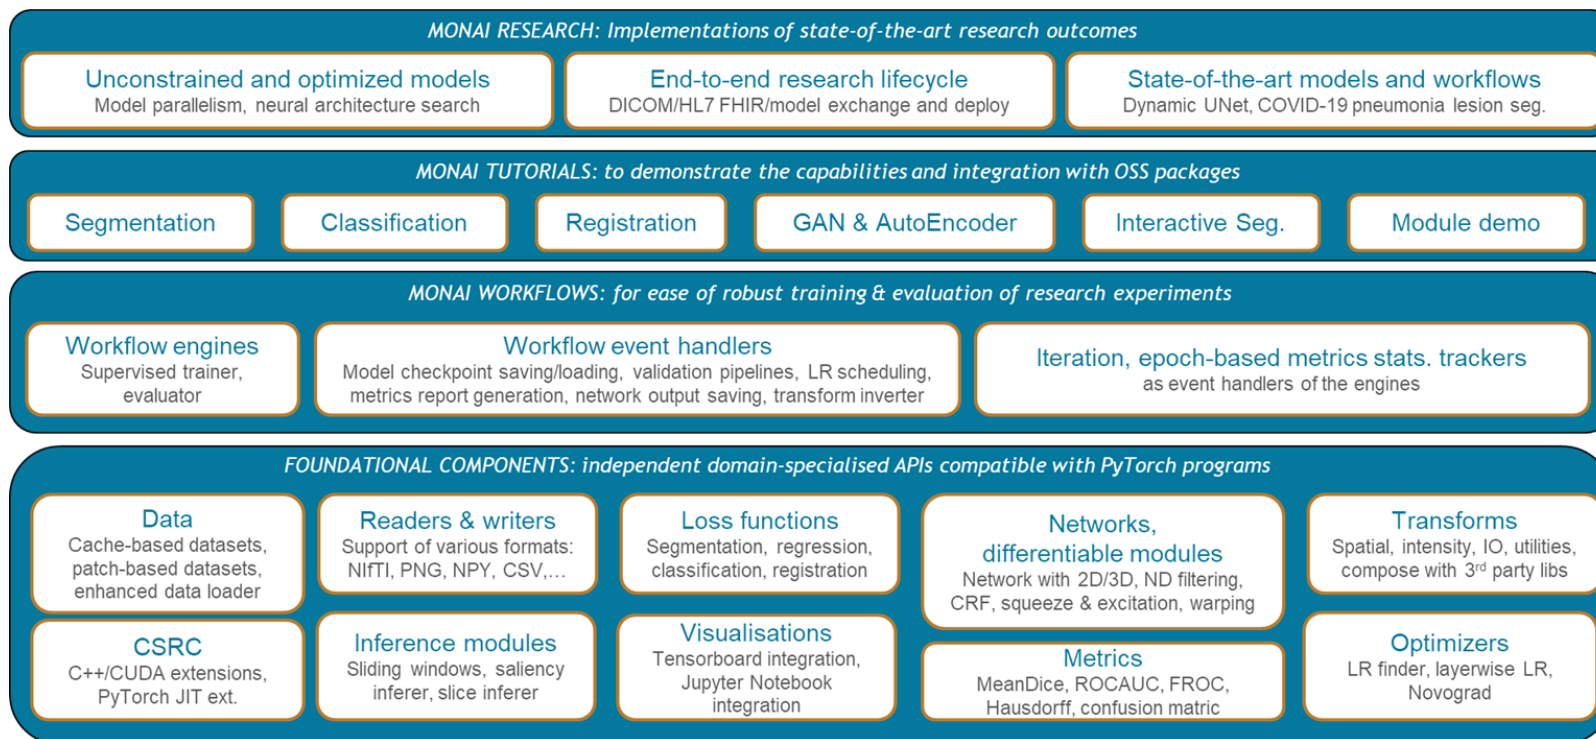 MONAI RESEARCH: Implementations of state-of-the-art research outcomes
Unconstrained and optimized models
Model parallelism, neural architecture search
End-to-end research lifecycle
DICOM/HL7 FHIR/model exchange and deploy
State-of-the-art models and workflows
Dynamic UNet, COVID-19 pneumonia lesion seg.
MONAI TUTORIALS: to demonstrate the capabilities and integration with OSS packages
Segmentation
Classification
Registration
GAN & AutoEncoder
Interactive Seg.
Module demo
MONAI WORKFLOWS: for ease of robust training & evaluation of research experiments
Workflow engines
Supervised trainer,
evaluator
Workflow event handlers
Model checkpoint saving/loading, validation pipelines, LR scheduling,
metrics report generation, network output saving, transform inverter
Iteration, epoch-based metrics stats. trackers
as event handlers of the engines
FOUNDATIONAL COMPONENTS: independent domain-specialised APIs compatible with PyTorch programs
Data
Cache-based datasets,
patch-based datasets,
enhanced data loader
Readers & writers
Support of various formats:
NIfTI, PNG, NPY, CSV,...
Loss functions
Segmentation, regression,
classification, registration
Networks,
differentiable modules
Network with 2D/3D, ND filtering,
CRF, squeeze & excitation, warping
Transforms
Spatial, intensity, IO, utilities,
compose with 3rd party libs
CSRC
C++/CUDA extensions,
PyTorch JIT ext.
Inference modules
Sliding windows, saliency
inferer, slice inferer
Visualisations
Tensorboard integration,
Jupyter Notebook
integration
Metrics
MeanDice, ROCAUC, FROC,
Hausdorff, confusion matric
Optimizers
LR finder, layerwise LR,
Novograd